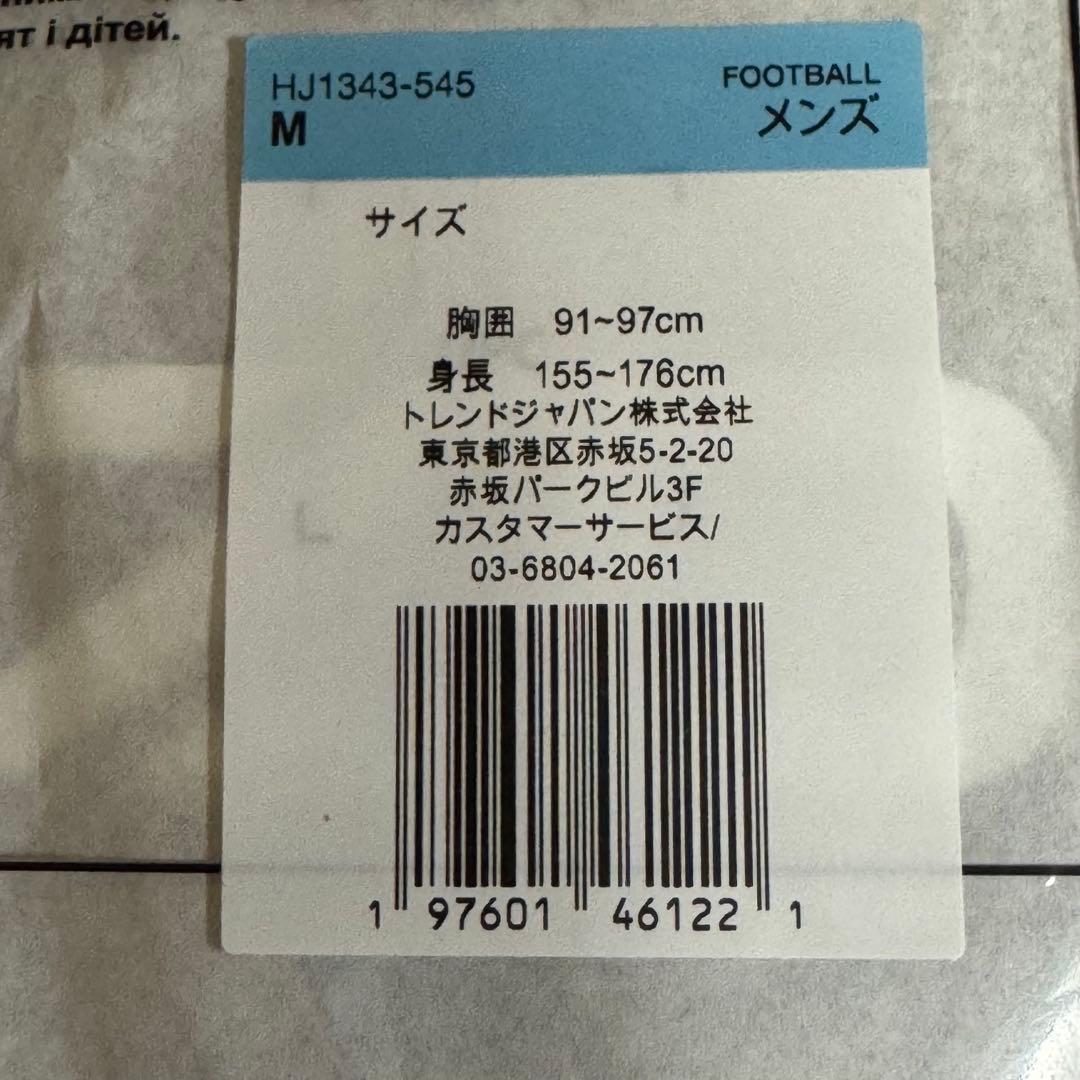 ят і дітей.
HJ1343-545
FOOTBALL
M
メンズ
サイズ
胸囲 91~97cm
身長 155~176cm
トレンドジャパン株式会社
東京都港区赤坂5-2-20
赤坂パークビル3F
カスタマーサービス/
03-6804-2061
1 97601 46122 1